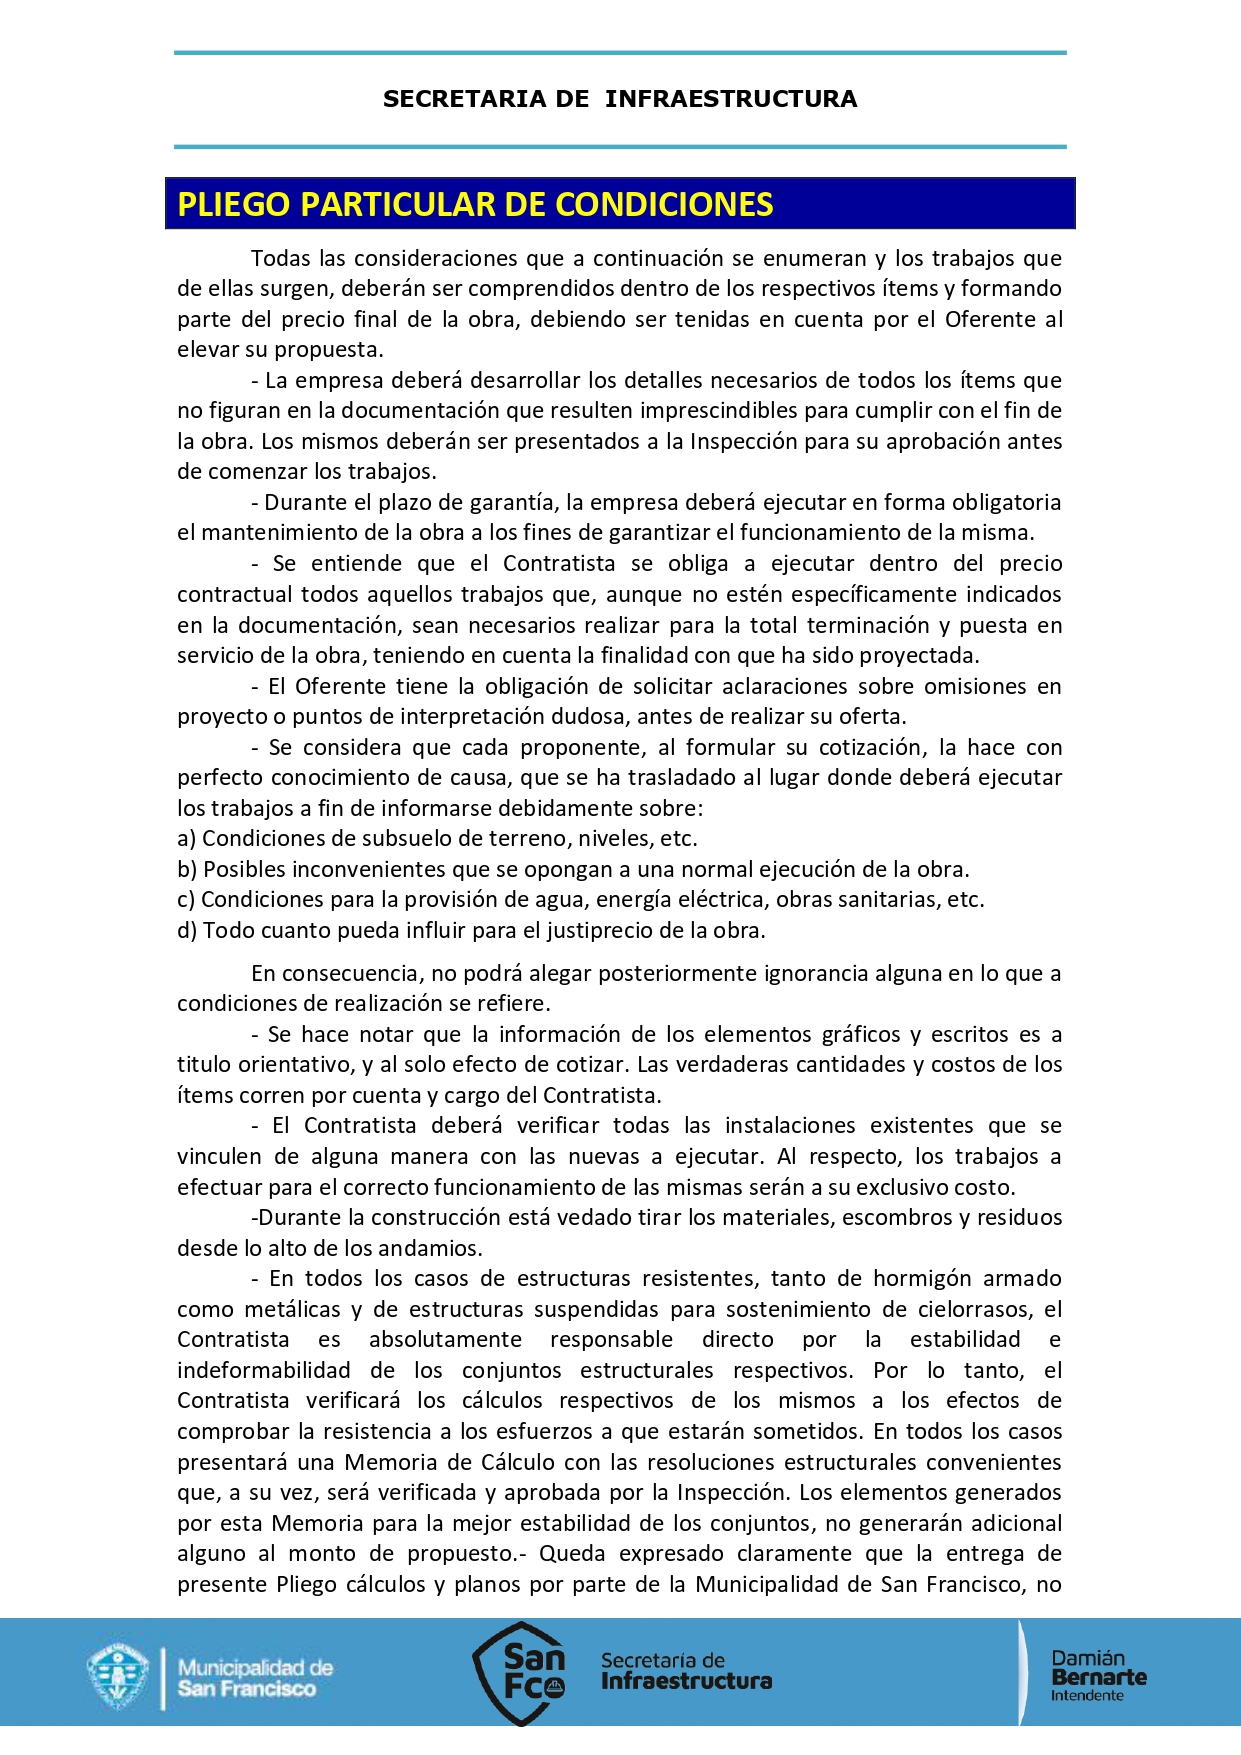 SECRETARIA DE  INFRAESTRUCTURA
PLIEGO PARTICULAR DE CONDICIONES
Todas las consideraciones que a continuación se enumeran y los trabajos que
de ellas surgen, deberán ser comprendidos dentro de los respectivos ítems y formando
parte del precio final de la obra, debiendo ser tenidas en cuenta por el Oferente al
elevar su propuesta.
- La empresa deberá desarrollar los detalles necesarios de todos los ítems que
no figuran en la documentación que resulten imprescindibles para cumplir con el fin de
la obra. Los mismos deberán ser presentados a la Inspección para su aprobación antes
de comenzar los trabajos.
- Durante el plazo de garantía, la empresa deberá ejecutar en forma obligatoria
el mantenimiento de la obra a los fines de garantizar el funcionamiento de la misma.
- Se entiende que el Contratista se obliga a ejecutar dentro del precio
contractual todos aquellos trabajos que, aunque no estén específicamente indicados
en la documentación, sean necesarios realizar para la total terminación y puesta en
servicio de la obra, teniendo en cuenta la finalidad con que ha sido proyectada.
- El Oferente tiene la obligación de solicitar aclaraciones sobre omisiones en
proyecto o puntos de interpretación dudosa, antes de realizar su oferta.
- Se considera que cada proponente, al formular su cotización, la hace con
perfecto conocimiento de causa, que se ha trasladado al lugar donde deberá ejecutar
los trabajos a fin de informarse debidamente sobre:
a) Condiciones de subsuelo de terreno, niveles, etc.
b) Posibles inconvenientes que se opongan a una normal ejecución de la obra.
c) Condiciones para la provisión de agua, energía eléctrica, obras sanitarias, etc.
d) Todo cuanto pueda influir para el justiprecio de la obra.
En consecuencia, no podrá alegar posteriormente ignorancia alguna en lo que a
condiciones de realización se refiere.
- Se hace notar que la información de los elementos gráficos y escritos es a
titulo orientativo, y al solo efecto de cotizar. Las verdaderas cantidades y costos de los
ítems corren por cuenta y cargo del Contratista.
- El Contratista deberá verificar todas las instalaciones existentes que se
vinculen de alguna manera con las nuevas a ejecutar. Al respecto, los trabajos a
efectuar para el correcto funcionamiento de las mismas serán a su exclusivo costo.
-Durante la construcción está vedado tirar los materiales, escombros y residuos
desde lo alto de los andamios.
- En todos los casos de estructuras resistentes, tanto de hormigón armado
como metálicas y de estructuras suspendidas para sostenimiento de cielorrasos, el
Contratista es absolutamente responsable directo por la estabilidad e
indeformabilidad de los conjuntos estructurales respectivos. Por lo tanto, el
Contratista verificará los cálculos respectivos de los mismos a los efectos de
comprobar la resistencia a los esfuerzos a que estarán sometidos. En todos los casos
presentará una Memoria de Cálculo con las resoluciones estructurales convenientes
que, a su vez, será verificada y aprobada por la Inspección. Los elementos generados
por esta Memoria para la mejor estabilidad de los conjuntos, no generarán adicional
alguno al monto de propuesto.- Queda expresado claramente que la entrega de
presente Pliego cálculos y planos por parte de la Municipalidad de San Francisco, no
Municipalidad de
San Francisco
San
Fco
Secretaría de
Infraestructura
Damián
Bernarte
Intendente